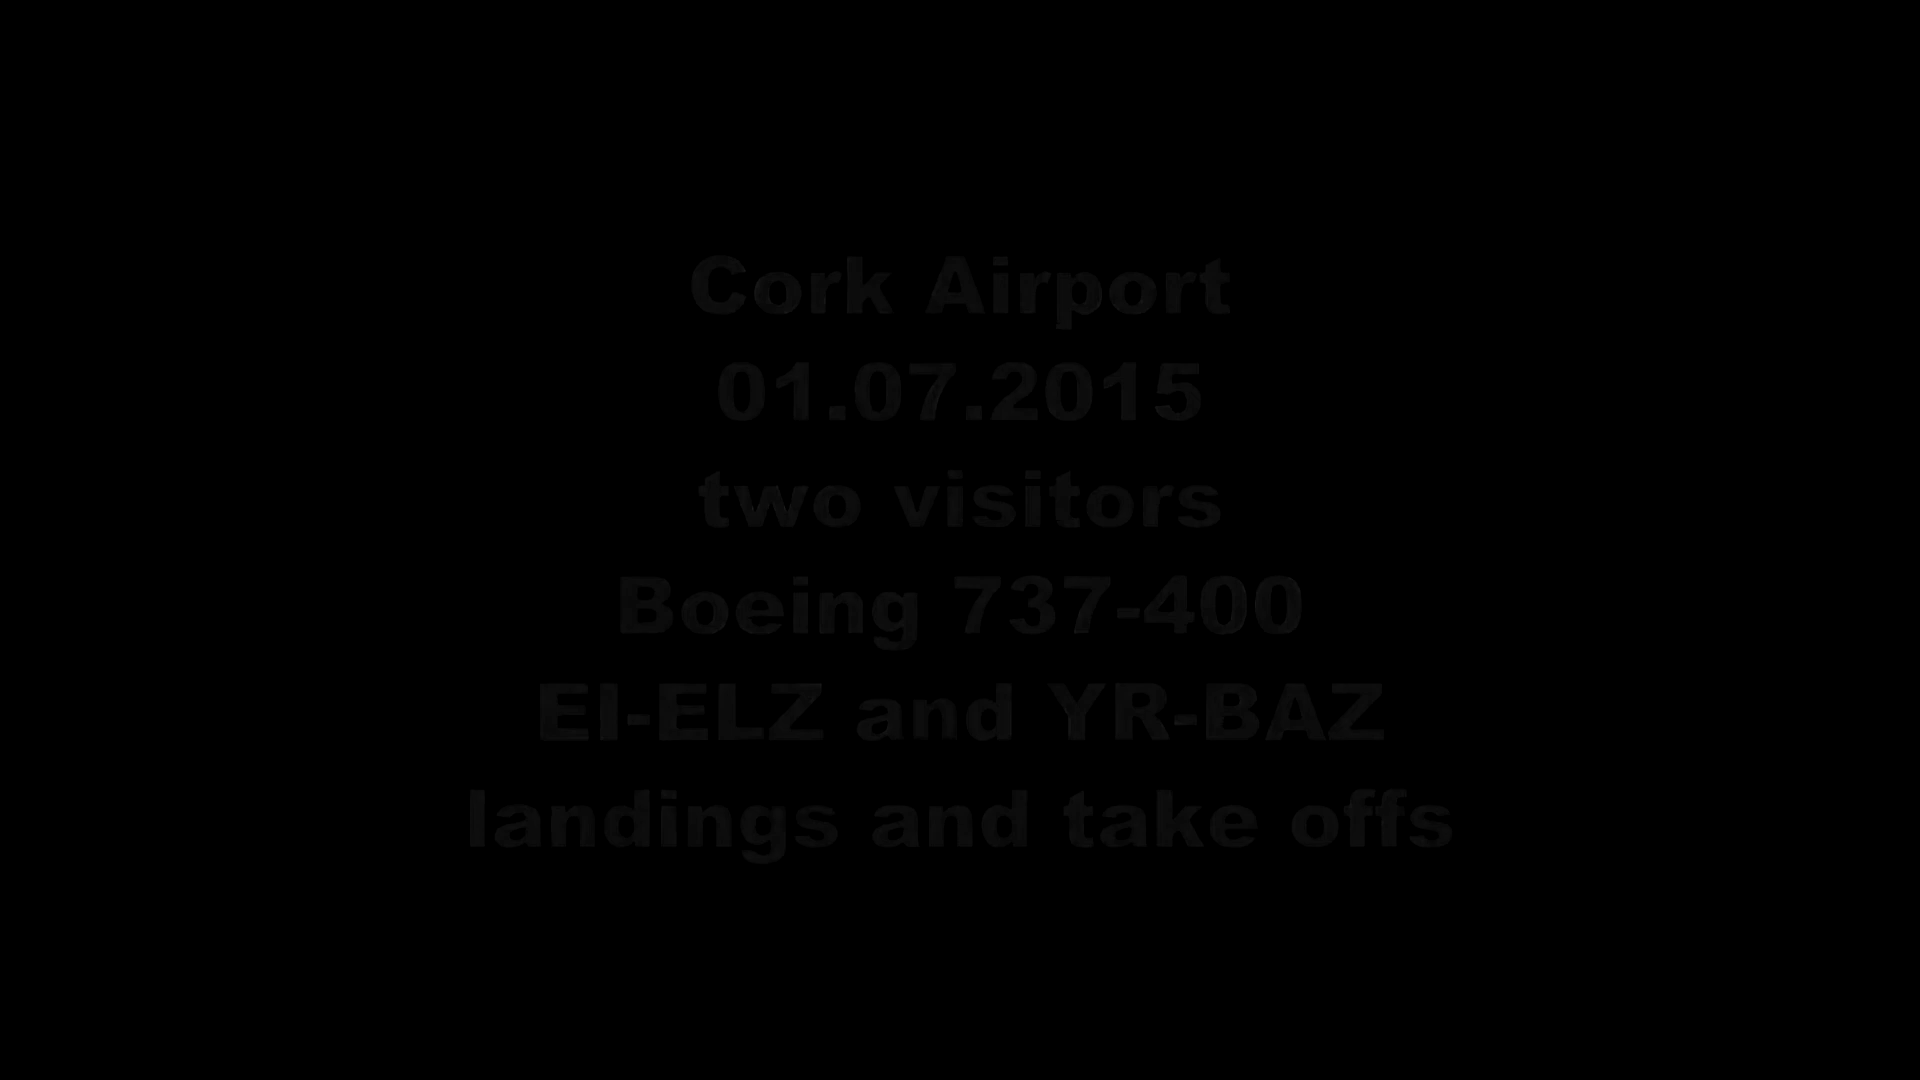 Cork Airport
01.07.2015
two visitors
Boeing 737-400
EI-ELZ and YR-BAZ
landings and take offs